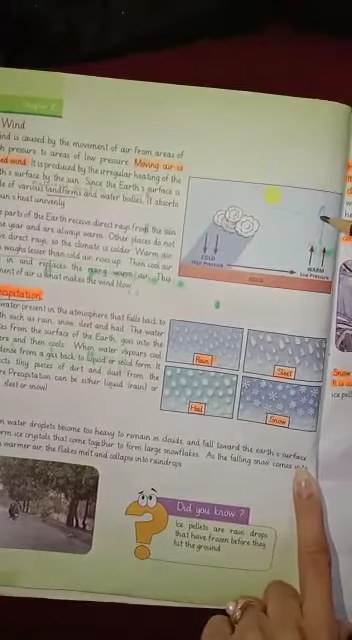 Chapter 8
Wind
ind is caused by the movement of air from areas of
h pressure to areas of low pressure. Moving air is
ed wind. It is produced by the irregular heating of the
th's surface by the sun. Since the Earth's surface is
de of various landforms and water bodies, it absorbs
sun's heat unevenly.
parts of the Earth receive direct rays from the sun
year and are always warm. Other places do not
direct rays, so the climate is colder. Warm air,
weighs lesser than cold air, rises up. Then cool air
in and replaces the rising warm air. This
ment of air is what makes the wind blow.
COLD
High Pressure
WARM
low Pressure
ecipitation
water present in the atmosphere that falls back to
th such as rain, snow, sleet and hail. The water
es from the surface of the Earth, goes into the
ere and then cools. When water vapours cool
dense from a gas back to liquid or solid form. It
cts tiny pieces of dirt and dust from the
re. Precipitation can be either liquid (rain) or
sleet or snow)
Rain
Sleet
Hail
Snow
n water droplets become too heavy to remain in clouds, and fall toward the earth's surface
orm ice crystals that come together to form large snowflakes. As the falling snow comes
warmer air, the flakes melt and collapse into raindrops.
Did you know?
Ice pellets are rain drops
that have frozen before they
hit the ground
Snow
It is a
ice pell